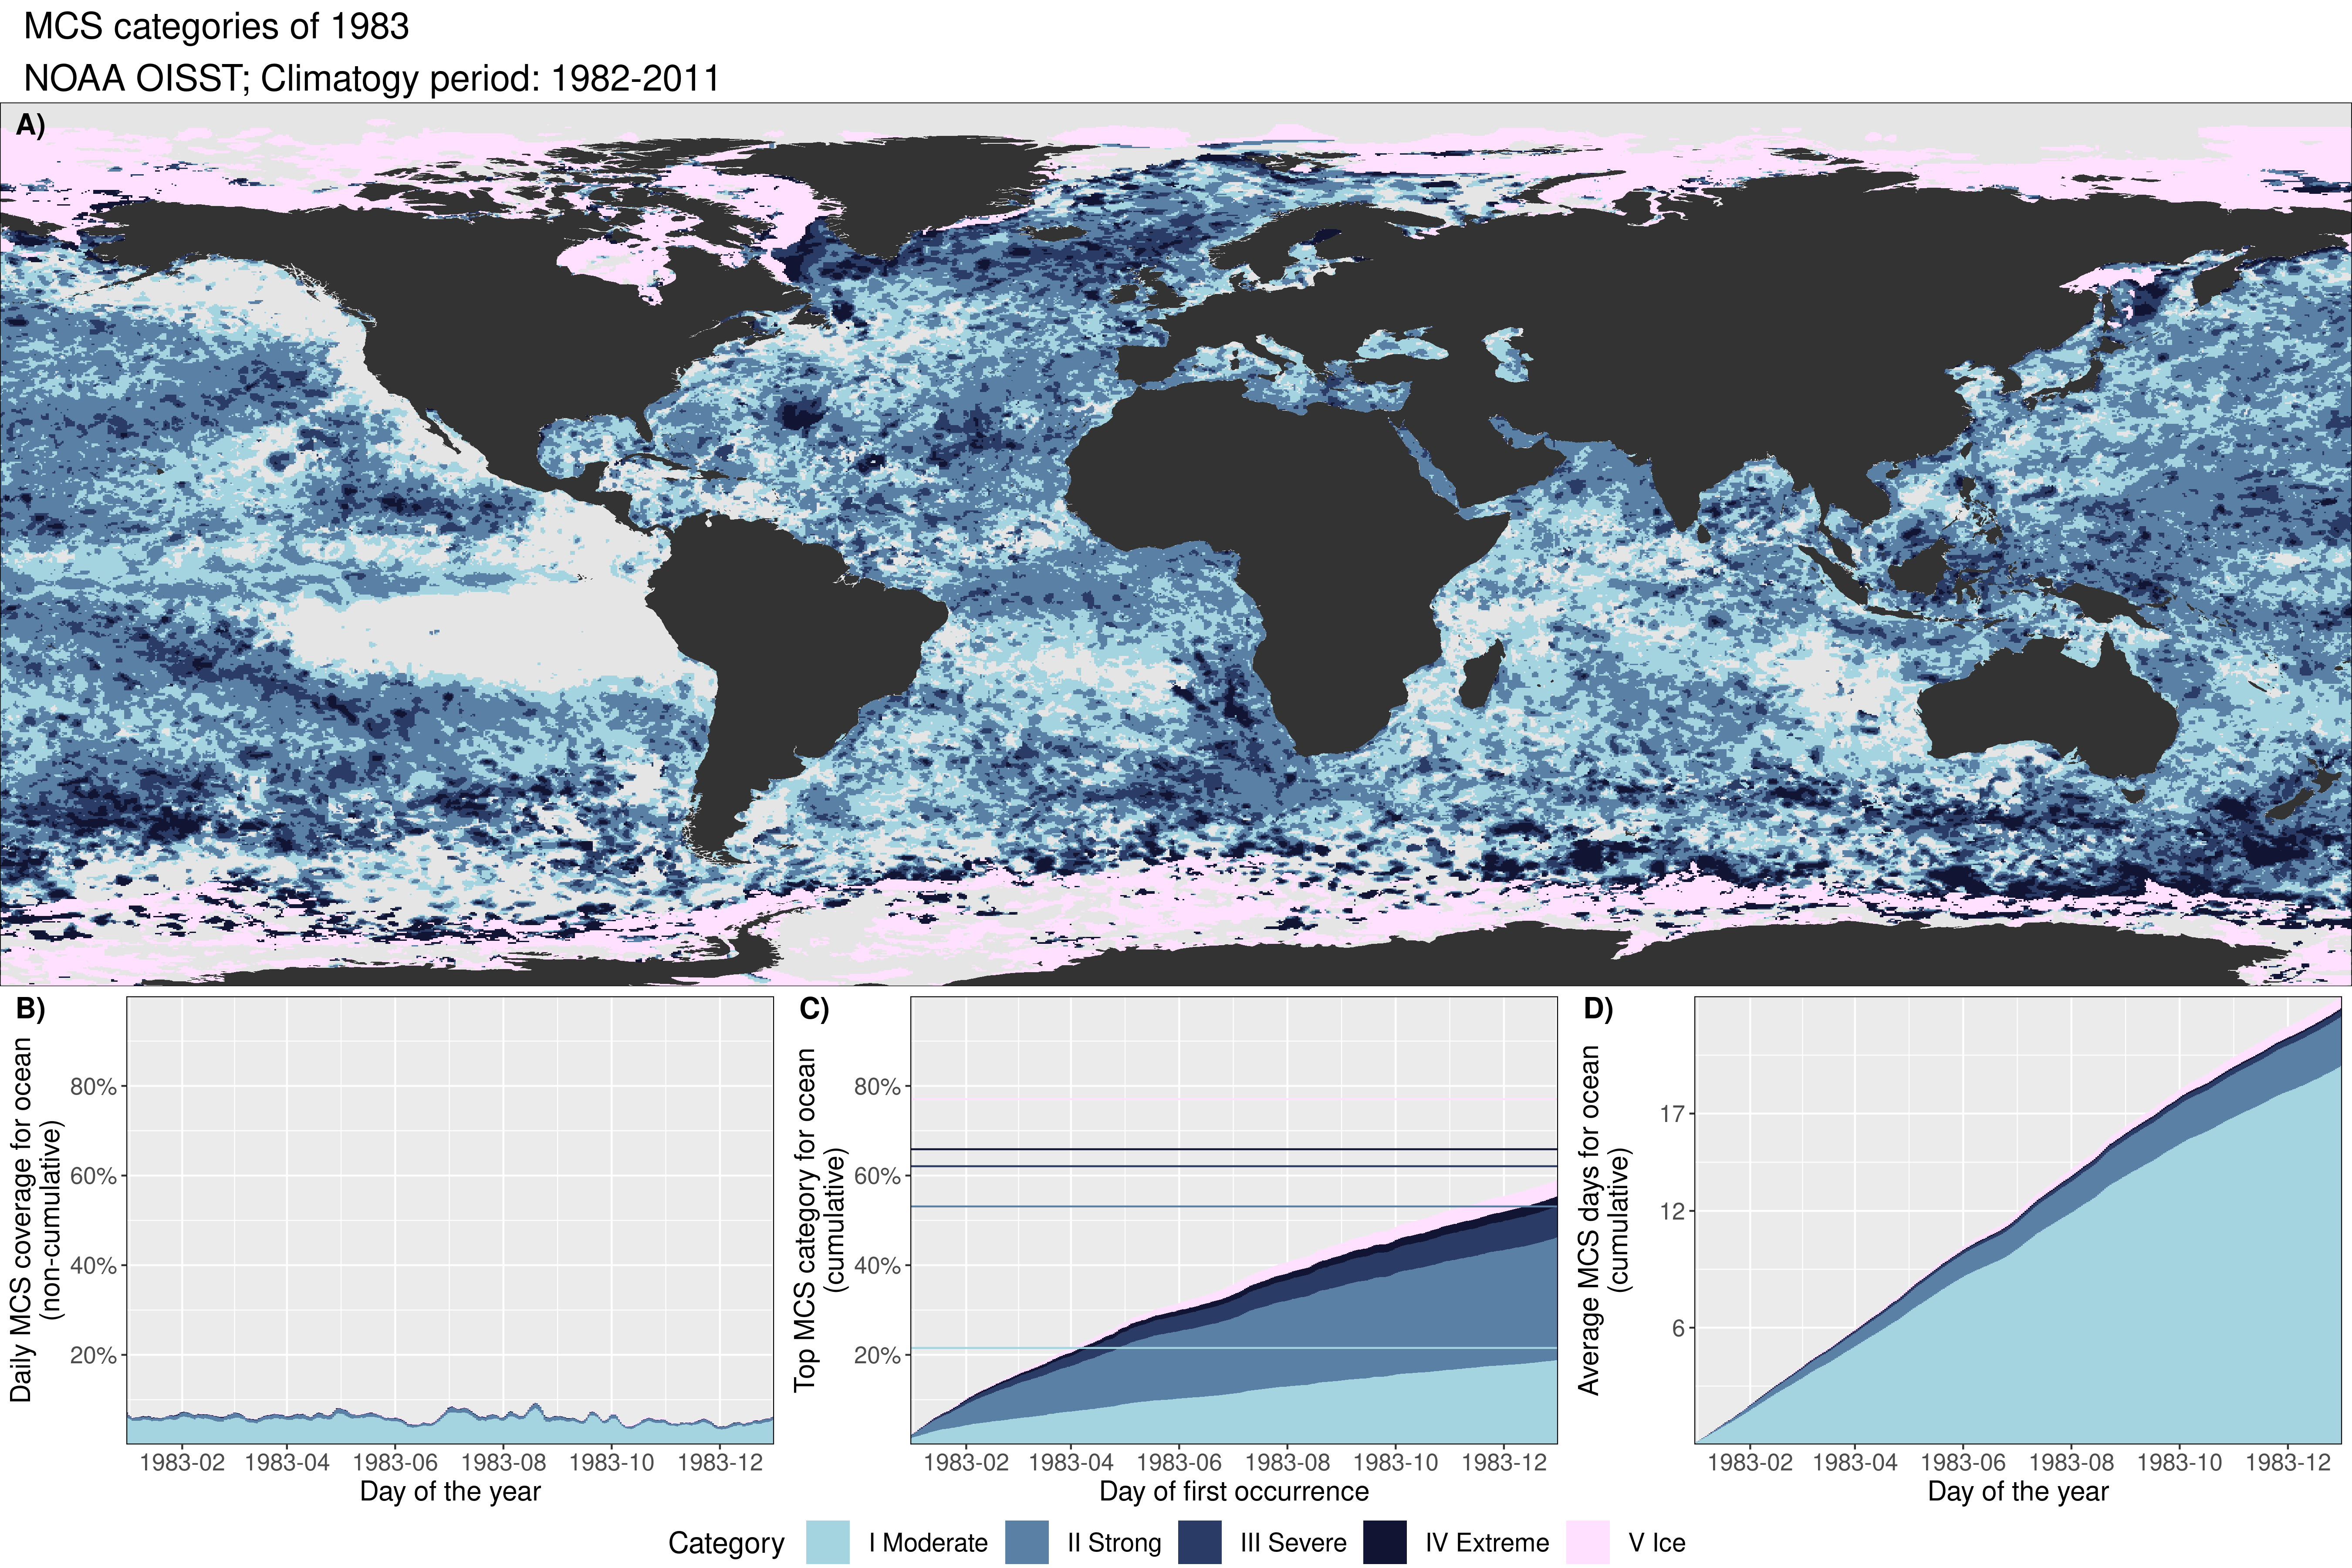 MCS categories of 1983
NOAA OISST; Climatogy period: 1982-2011
A)
B)
Daily MCS coverage for ocean
(non-cumulative)
80%
60%
40%
20%
1983-02 1983-04 1983-06 1983-08 1983-10 1983-12
Day of the year
C)
Top MCS category for ocean
(cumulative)
80%
60%
40%
20%
1983-02 1983-04 1983-06 1983-08 1983-10 1983-12
Day of first occurrence
D)
Average MCS days for ocean
(cumulative)
17
12
6
1983-02 1983-04 1983-06 1983-08 1983-10 1983-12
Day of the year
Category I Moderate II Strong III Severe IV Extreme V Ice